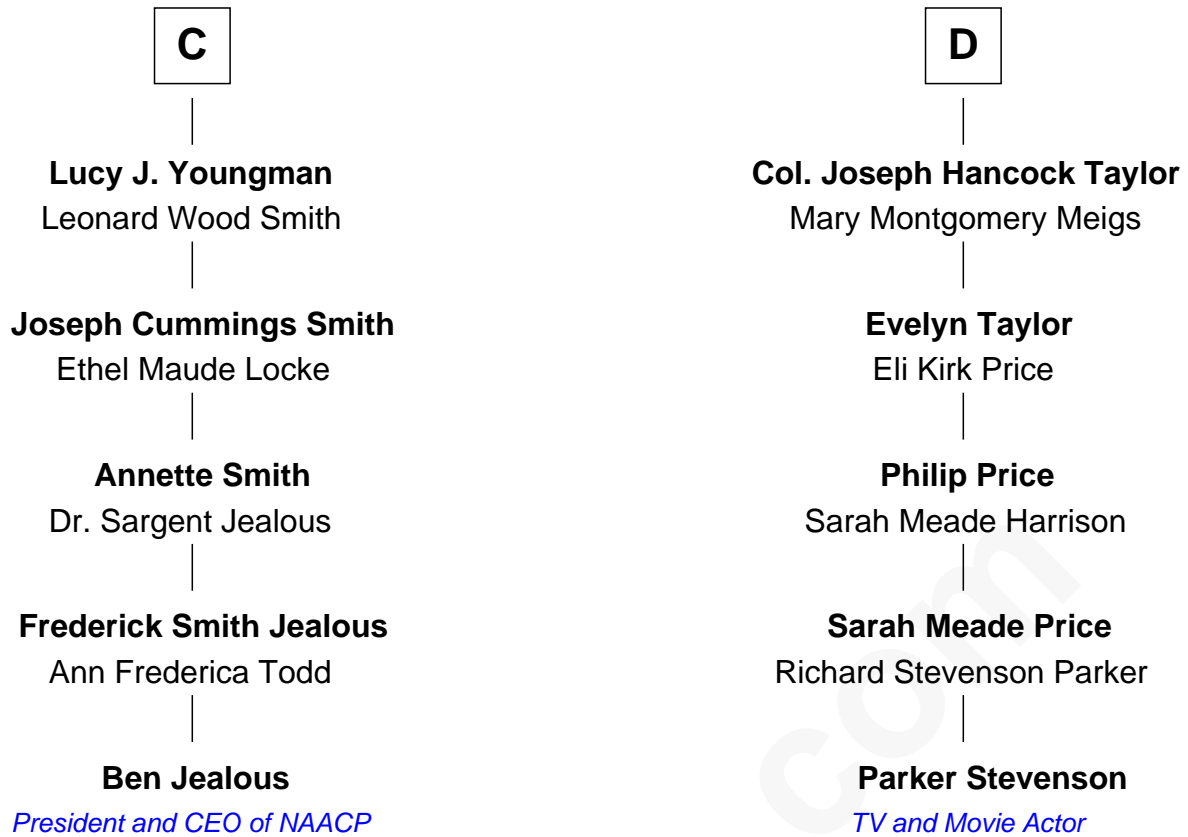 C
Lucy J. Youngman
Leonard Wood Smith
Joseph Cummings Smith
Ethel Maude Locke
Annette Smith
Dr. Sargent Jealous
Frederick Smith Jealous
Ann Frederica Todd
Ben Jealous
President and CEO of NAACP
D
Col. Joseph Hancock Taylor
Mary Montgomery Meigs
Evelyn Taylor
Eli Kirk Price
Philip Price
Sarah Meade Harrison
Sarah Meade Price
Richard Stevenson Parker
Parker Stevenson
TV and Movie Actor
com